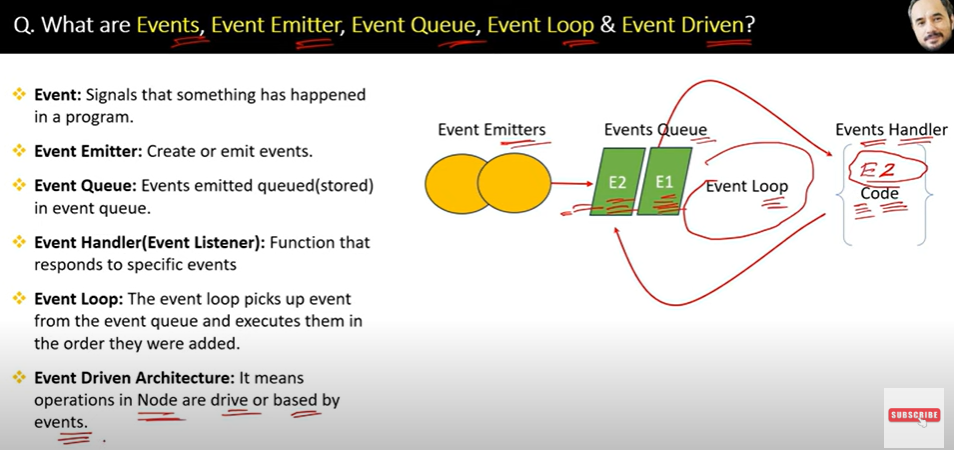 Q. What are Events, Event Emitter, Event Queue, Event Loop & Event Driven?
Event: Signals that something has happened
in a program.
Event Emitter: Create or emit events.
Event Queue: Events emitted queued(stored)
in event queue.
Event Handler(Event Listener): Function that
responds to specific events
Event Loop: The event loop picks up event
from the event queue and executes them in
the order they were added.
Event Driven Architecture: It means
operations in Node are drive or based by
events.
Event Emitters
Events Queue
Events Handler
E2
E1
Event Loop
E2
Code
SUBSCRIBE